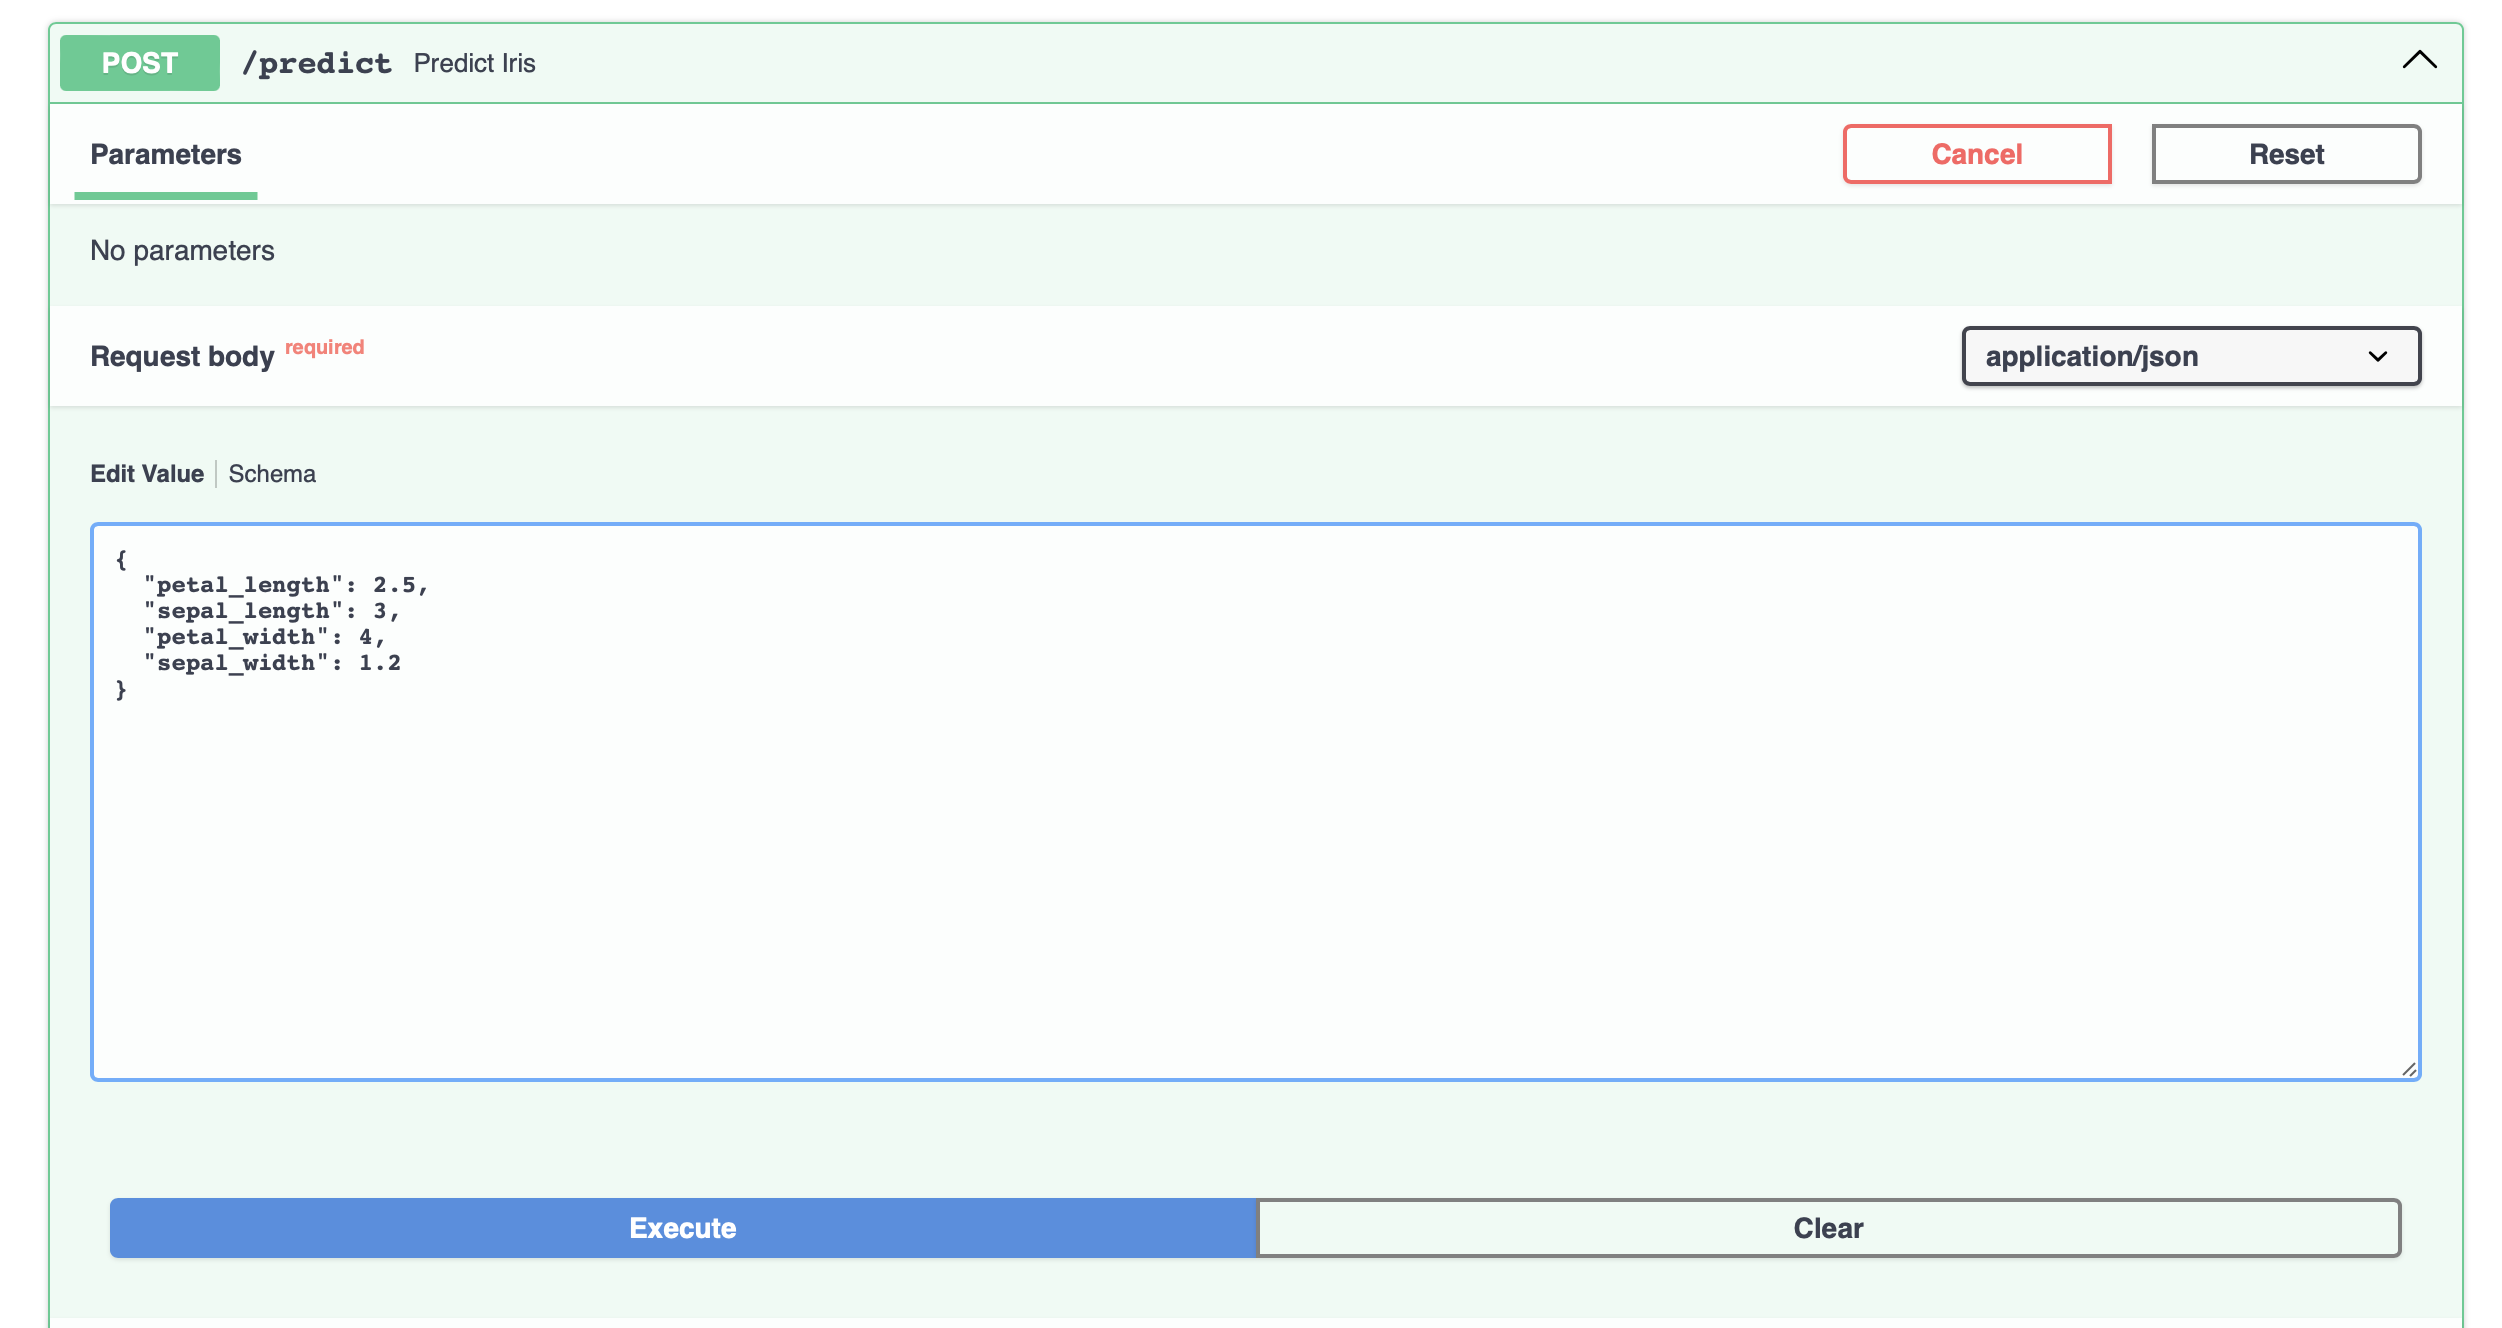 POST /predict Predict Iris
Parameters Cancel Reset
No parameters
Request body required application/json
Edit Value Schema
{
  "petal_length": 2.5,
  "sepal_length": 3,
  "petal_width": 4,
  "sepal_width": 1.2
}
Execute Clear